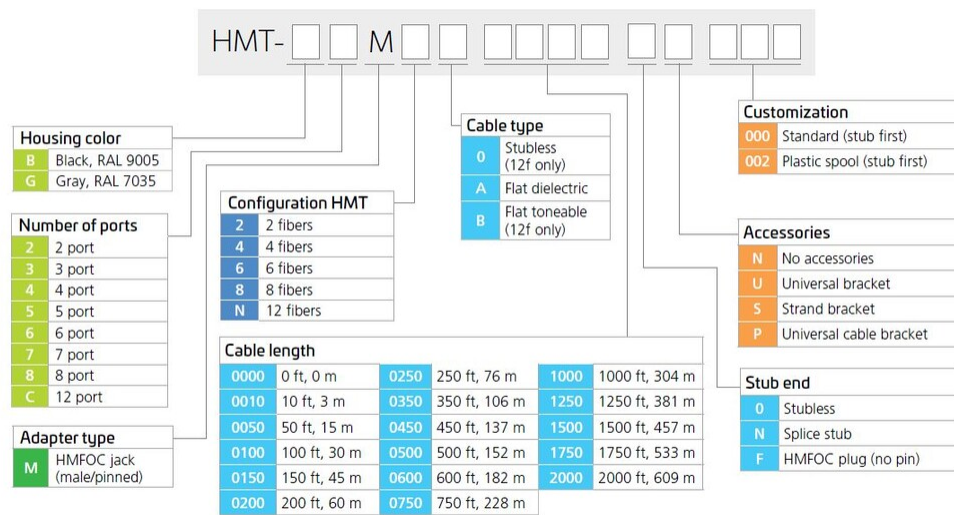 HMT- M
Housing color
B Black, RAL 9005
G Gray, RAL 7035
Number of ports
2 2 port
3 3 port
4 4 port
5 5 port
6 6 port
7 7 port
8 8 port
C 12 port
Adapter type
M HMFOC jack
(male/pinned)
Configuration HMT
2 2 fibers
4 4 fibers
6 6 fibers
8 8 fibers
N 12 fibers
Cable type
0 Stubless
(12f only)
A Flat dielectric
B Flat toneable
(12f only)
Cable length
0000 0 ft, 0 m 0250 250 ft, 76 m 1000 1000 ft, 304 m
0010 10 ft, 3 m 0350 350 ft, 106 m 1250 1250 ft, 381 m
0050 50 ft, 15 m 0450 450 ft, 137 m 1500 1500 ft, 457 m
0100 100 ft, 30 m 0500 500 ft, 152 m 1750 1750 ft, 533 m
0150 150 ft, 45 m 0600 600 ft, 182 m 2000 2000 ft, 609 m
0200 200 ft, 60 m 0750 750 ft, 228 m
Customization
000 Standard (stub first)
002 Plastic spool (stub first)
Accessories
N No accessories
U Universal bracket
S Strand bracket
P Universal cable bracket
Stub end
0 Stubless
N Splice stub
F HMFOC plug (no pin)